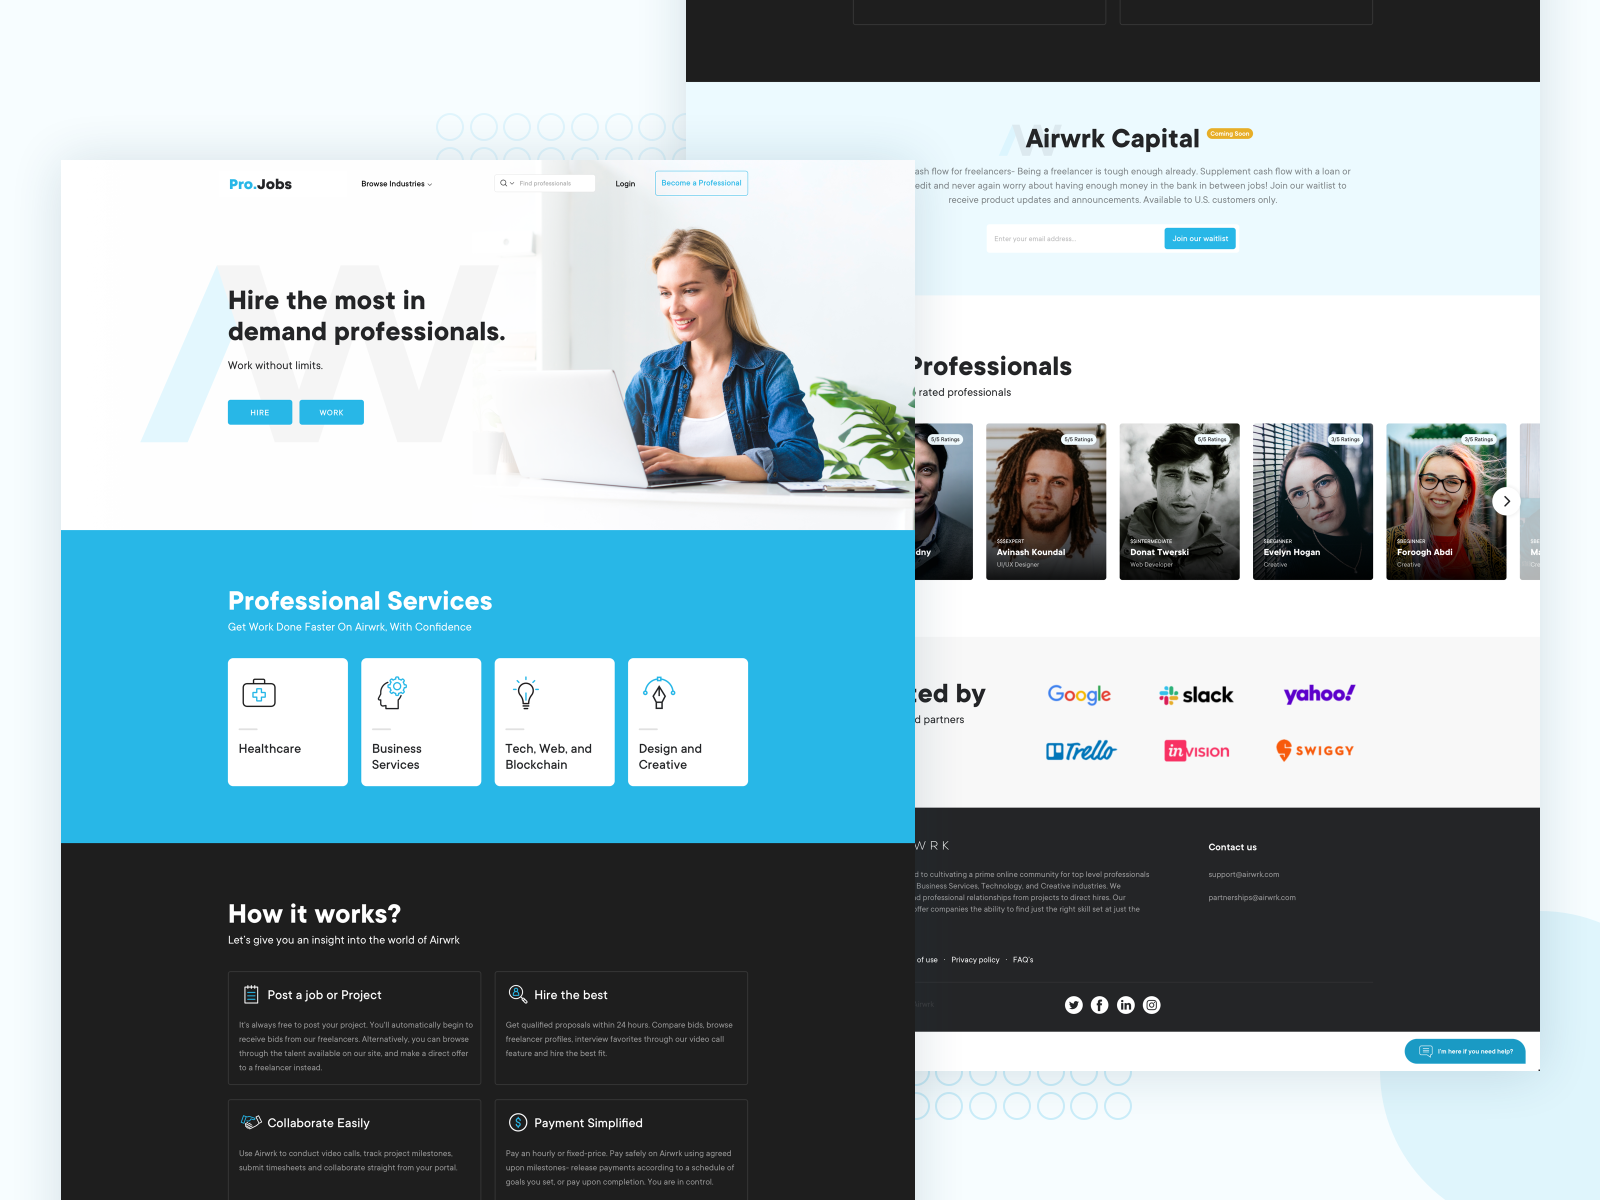 Pro.Jobs
Browse Industries
Find professionals
Login
Become a Professional
Hire the most in
demand professionals.
Work without limits.
HIRE
WORK
Professional Services
Get Work Done Faster On Airwrk, With Confidence
Healthcare
Business
Services
Tech, Web, and
Blockchain
Design and
Creative
How it works?
Let's give you an insight into the world of Airwrk
Post a job or Project
It's always free to post your project. You'll automatically begin to
receive bids from our freelancers. Alternatively, you can browse
through the talent available on our site, and make a direct offer
to a freelancer instead.
Hire the best
Get qualified proposals within 24 hours. Compare bids, browse
freelancer profiles, interview favorites through our video call
feature and hire the best fit.
Collaborate Easily
Use Airwrk to conduct video calls, track project milestones,
submit timesheets and collaborate straight from your portal.
Payment Simplified
Pay an hourly or fixed-price. Pay safely on Airwrk using agreed
upon milestones- release payments according to a schedule of
goals you set, or pay upon completion. You are in control.
Airwrk Capital
Coming Soon
ash flow for freelancers- Being a freelancer is tough enough already. Supplement cash flow with a loan or
edit and never again worry about having enough money in the bank in between jobs! Join our waitlist to
receive product updates and announcements. Available to U.S. customers only.
Enter your email address...
Join our waitlist
Professionals
rated professionals
5/5 Ratings
dny
5/5 Ratings
$$$EXPERT
Avinash Koundal
UI/UX Designer
5/5 Ratings
$$INTERMEDIATE
Donat Twerski
Web Developer
3/5 Ratings
$BEGINNER
Evelyn Hogan
Creative
3/5 Ratings
$BEGINNER
Foroogh Abdi
Creative
Ma
ted by
d partners
Google
slack
yahoo!
Trello
invision
SWIGGY
WRK
d to cultivating a prime online community for top level professionals
Business Services, Technology, and Creative industries. We
nd professional relationships from projects to direct hires. Our
offer companies the ability to find just the right skill set at just the
Contact us
support@airwrk.com
partnerships@airwrk.com
of use · Privacy policy · FAQ's
Airwrk
in
I'm here if you need help?